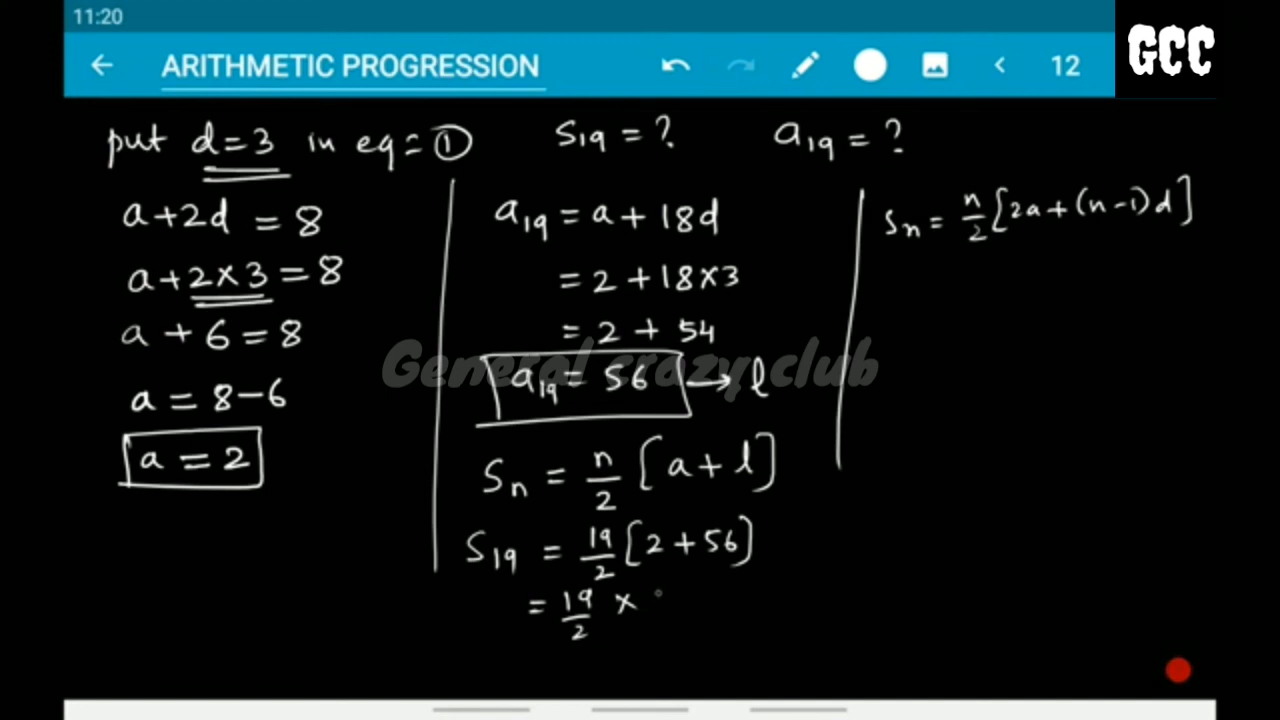 11:20
ARITHMETIC PROGRESSION
12
GCC
put d=3 in eq= ①
S19 = ?
a19 = ?
a+2d = 8
a+2×3 = 8
a + 6 = 8
a = 8-6
a = 2
a19 = a + 18d
= 2 + 18×3
= 2 + 54
a19 = 56 → l
Sn = n/2 [a+l]
S19 = 19/2 [2+56]
= 19/2 ×
Sn = n/2 [2a+(n-1)d]
General crazy club